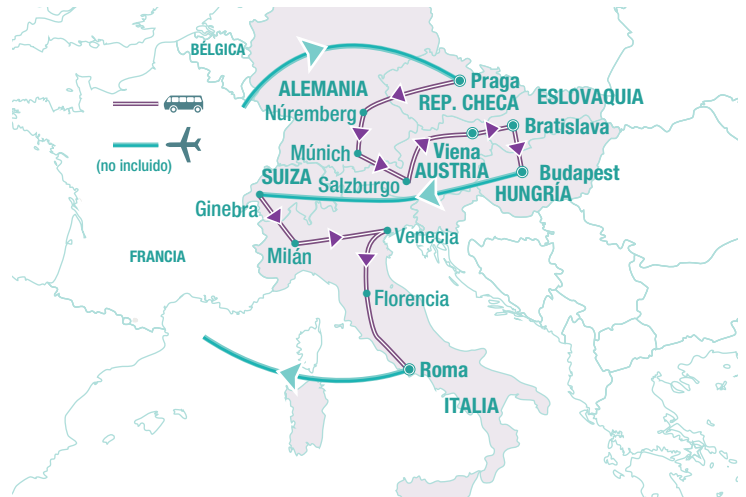 BÉLGICA
ALEMANIA
Praga
REP. CHECA
ESLOVAQUIA
Núremberg
Bratislava
(no incluido)
Múnich
Viena
AUSTRIA
Budapest
HUNGRÍA
SUIZA
Salzburgo
Ginebra
Venecia
FRANCIA
Milán
Florencia
Roma
ITALIA